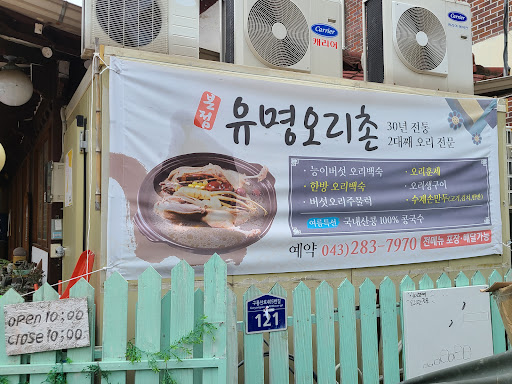 Carrier
Carrier
캐리어
본점
유명오리촌
30년 전통
2대째 오리 전문
· 능이버섯 오리백숙
· 한방 오리백숙
· 버섯오리주물럭
· 오리훈제
· 오리생구이
· 수제손만두
여름특선 국내산콩 100% 콩국수
예약 043) 283-7970 전메뉴 포장·배달가능
OPEN 10:00
CLOSE 10:00
121